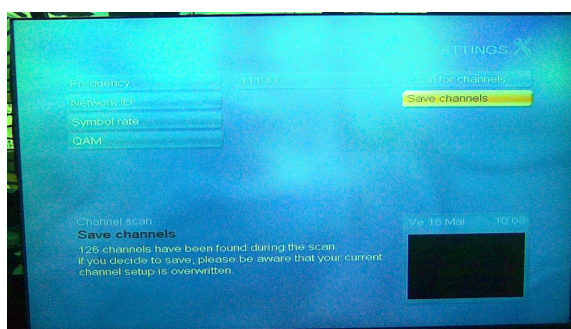 SETTINGS
Frequency
411000
Scan for channels
Network ID
Save channels
Symbol rate
QAM
Channel scan
Save channels
126 channels have been found during the scan.
If you decide to save, please be aware that your current
channel setup is overwritten.
Ve 16 Mai 10:08